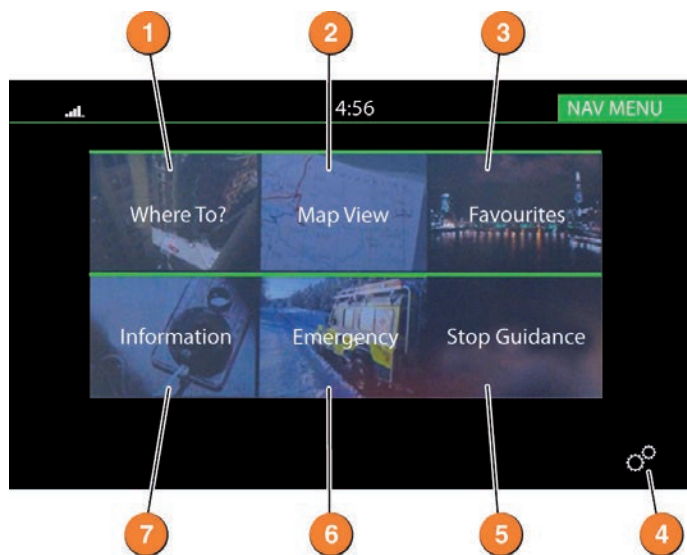 1 2 3
4:56 NAV MENU
Where To? Map View Favourites
Information Emergency Stop Guidance
7 6 5 4